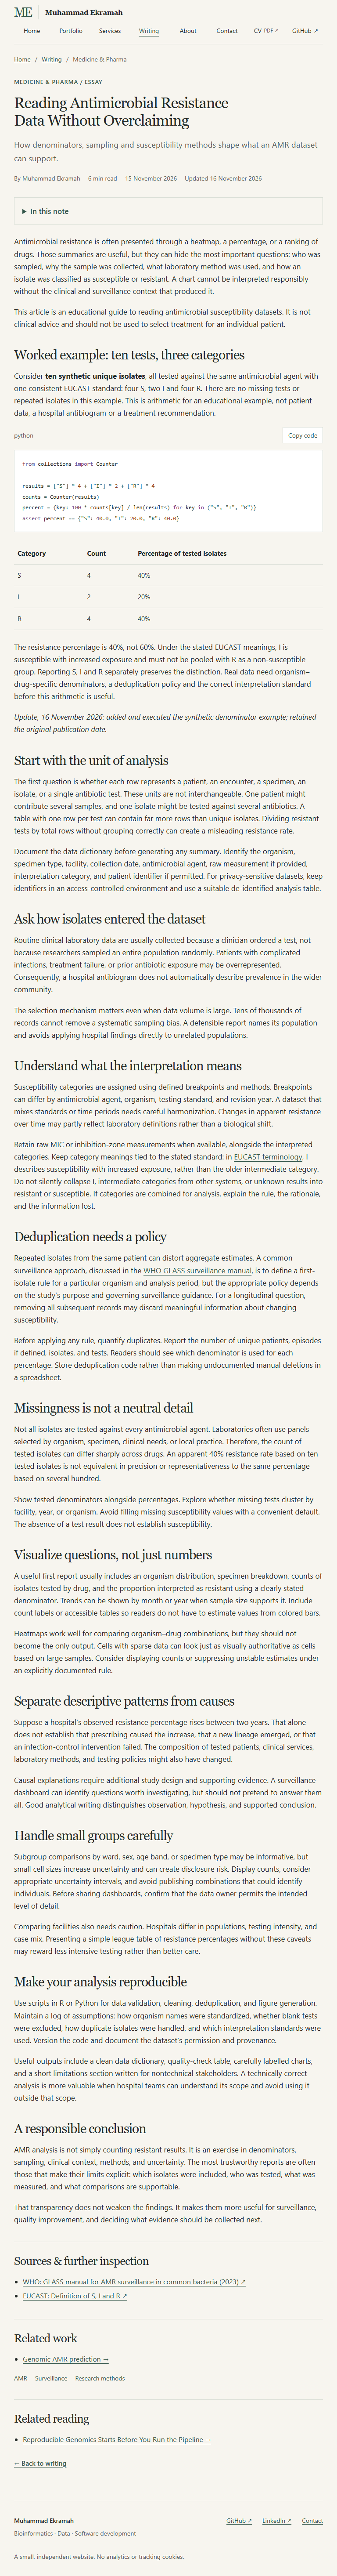 ME Muhammad Ekramah
Home Portfolio Services Writing About Contact CV PDF ↗ GitHub ↗
Home / Writing / Medicine & Pharma
MEDICINE & PHARMA / ESSAY
Reading Antimicrobial Resistance
Data Without Overclaiming
How denominators, sampling and susceptibility methods shape what an AMR dataset
can support.
By Muhammad Ekramah 6 min read 15 November 2026 Updated 16 November 2026
▶ In this note
Antimicrobial resistance is often presented through a heatmap, a percentage, or a ranking of
drugs. Those summaries are useful, but they can hide the most important questions: who was
sampled, why the sample was collected, what laboratory method was used, and how an
isolate was classified as susceptible or resistant. A chart cannot be interpreted responsibly
without the clinical and surveillance context that produced it.
This article is an educational guide to reading antimicrobial susceptibility datasets. It is not
clinical advice and should not be used to select treatment for an individual patient.
Worked example: ten tests, three categories
Consider ten synthetic unique isolates, all tested against the same antimicrobial agent with
one consistent EUCAST standard: four S, two I and four R. There are no missing tests or
repeated isolates in this example. This is arithmetic for an educational example, not patient
data, a hospital antibiogram or a treatment recommendation.
python Copy code
from collections import Counter
results = ["S"] * 4 + ["I"] * 2 + ["R"] * 4
counts = Counter(results)
percent = {key: 100 * counts[key] / len(results) for key in ("S", "I", "R")}
assert percent == {"S": 40.0, "I": 20.0, "R": 40.0}
Category Count Percentage of tested isolates
S 4 40%
I 2 20%
R 4 40%
The resistance percentage is 40%, not 60%. Under the stated EUCAST meanings, I is
susceptible with increased exposure and must not be pooled with R as a non-susceptible
group. Reporting S, I and R separately preserves the distinction. Real data need organism–
drug-specific denominators, a deduplication policy and the correct interpretation standard
before this arithmetic is useful.
Update, 16 November 2026: added and executed the synthetic denominator example; retained
the original publication date.
Start with the unit of analysis
The first question is whether each row represents a patient, an encounter, a specimen, an
isolate, or a single antibiotic test. These units are not interchangeable. One patient might
contribute several samples, and one isolate might be tested against several antibiotics. A
table with one row per test can contain far more rows than unique isolates. Dividing resistant
tests by total rows without grouping correctly can create a misleading resistance rate.
Document the data dictionary before generating any summary. Identify the organism,
specimen type, facility, collection date, antimicrobial agent, raw measurement if provided,
interpretation category, and patient identifier if permitted. For privacy-sensitive datasets, keep
identifiers in an access-controlled environment and use a suitable de-identified analysis table.
Ask how isolates entered the dataset
Routine clinical laboratory data are usually collected because a clinician ordered a test, not
because researchers sampled an entire population randomly. Patients with complicated
infections, treatment failure, or prior antibiotic exposure may be overrepresented.
Consequently, a hospital antibiogram does not automatically describe prevalence in the wider
community.
The selection mechanism matters even when data volume is large. Tens of thousands of
records cannot remove a systematic sampling bias. A defensible report names its population
and avoids applying hospital findings directly to unrelated populations.
Understand what the interpretation means
Susceptibility categories are assigned using defined breakpoints and methods. Breakpoints
can differ by antimicrobial agent, organism, testing standard, and revision year. A dataset that
mixes standards or time periods needs careful harmonization. Changes in apparent resistance
over time may partly reflect laboratory definitions rather than a biological shift.
Retain raw MIC or inhibition-zone measurements when available, alongside the interpreted
categories. Keep category meanings tied to the stated standard: in EUCAST terminology, I
describes susceptibility with increased exposure, rather than the older intermediate category.
Do not silently collapse I, intermediate categories from other systems, or unknown results into
resistant or susceptible. If categories are combined for analysis, explain the rule, the rationale,
and the information lost.
Deduplication needs a policy
Repeated isolates from the same patient can distort aggregate estimates. A common
surveillance approach, discussed in the WHO GLASS surveillance manual, is to define a first-
isolate rule for a particular organism and analysis period, but the appropriate policy depends
on the study's purpose and governing surveillance guidance. For a longitudinal question,
removing all subsequent records may discard meaningful information about changing
susceptibility.
Before applying any rule, quantify duplicates. Report the number of unique patients, episodes
if defined, isolates, and tests. Readers should see which denominator is used for each
percentage. Store deduplication code rather than making undocumented manual deletions in
a spreadsheet.
Missingness is not a neutral detail
Not all isolates are tested against every antimicrobial agent. Laboratories often use panels
selected by organism, specimen, clinical needs, or local practice. Therefore, the count of
tested isolates can differ sharply across drugs. An apparent 40% resistance rate based on ten
tested isolates is not equivalent in precision or representativeness to the same percentage
based on several hundred.
Show tested denominators alongside percentages. Explore whether missing tests cluster by
facility, year, or organism. Avoid filling missing susceptibility values with a convenient default.
The absence of a test result does not establish susceptibility.
Visualize questions, not just numbers
A useful first report usually includes an organism distribution, specimen breakdown, counts of
isolates tested by drug, and the proportion interpreted as resistant using a clearly stated
denominator. Trends can be shown by month or year when sample size supports it. Include
count labels or accessible tables so readers do not have to estimate values from colored bars.
Heatmaps work well for comparing organism–drug combinations, but they should not
become the only output. Cells with sparse data can look just as visually authoritative as cells
based on large samples. Consider displaying counts or suppressing unstable estimates under
an explicitly documented rule.
Separate descriptive patterns from causes
Suppose a hospital's observed resistance percentage rises between two years. That alone
does not establish that prescribing caused the increase, that a new lineage emerged, or that
an infection-control intervention failed. The composition of tested patients, clinical services,
laboratory methods, and testing policies might also have changed.
Causal explanations require additional study design and supporting evidence. A surveillance
dashboard can identify questions worth investigating, but should not pretend to answer them
all. Good analytical writing distinguishes observation, hypothesis, and supported conclusion.
Handle small groups carefully
Subgroup comparisons by ward, sex, age band, or specimen type may be informative, but
small cell sizes increase uncertainty and can create disclosure risk. Display counts, consider
appropriate uncertainty intervals, and avoid publishing combinations that could identify
individuals. Before sharing dashboards, confirm that the data owner permits the intended
level of detail.
Comparing facilities also needs caution. Hospitals differ in populations, testing intensity, and
case mix. Presenting a simple league table of resistance percentages without these caveats
may reward less intensive testing rather than better care.
Make your analysis reproducible
Use scripts in R or Python for data validation, cleaning, deduplication, and figure generation.
Maintain a log of assumptions: how organism names were standardized, whether blank tests
were excluded, how duplicate isolates were handled, and which interpretation standards were
used. Version the code and document the dataset's permission and provenance.
Useful outputs include a clean data dictionary, quality-check table, carefully labelled charts,
and a short limitations section written for nontechnical stakeholders. A technically correct
analysis is more valuable when hospital teams can understand its scope and avoid using it
outside that scope.
A responsible conclusion
AMR analysis is not simply counting resistant results. It is an exercise in denominators,
sampling, clinical context, methods, and uncertainty. The most trustworthy reports are often
those that make their limits explicit: which isolates were included, who was tested, what was
measured, and what comparisons are supportable.
That transparency does not weaken the findings. It makes them more useful for surveillance,
quality improvement, and deciding what evidence should be collected next.
Sources & further inspection
• WHO: GLASS manual for AMR surveillance in common bacteria (2023) ↗
• EUCAST: Definition of S, I and R ↗
Related work
• Genomic AMR prediction →
AMR Surveillance Research methods
Related reading
• Reproducible Genomics Starts Before You Run the Pipeline →
← Back to writing
Muhammad Ekramah GitHub ↗ LinkedIn ↗ Contact
Bioinformatics · Data · Software development
A small, independent website. No analytics or tracking cookies.